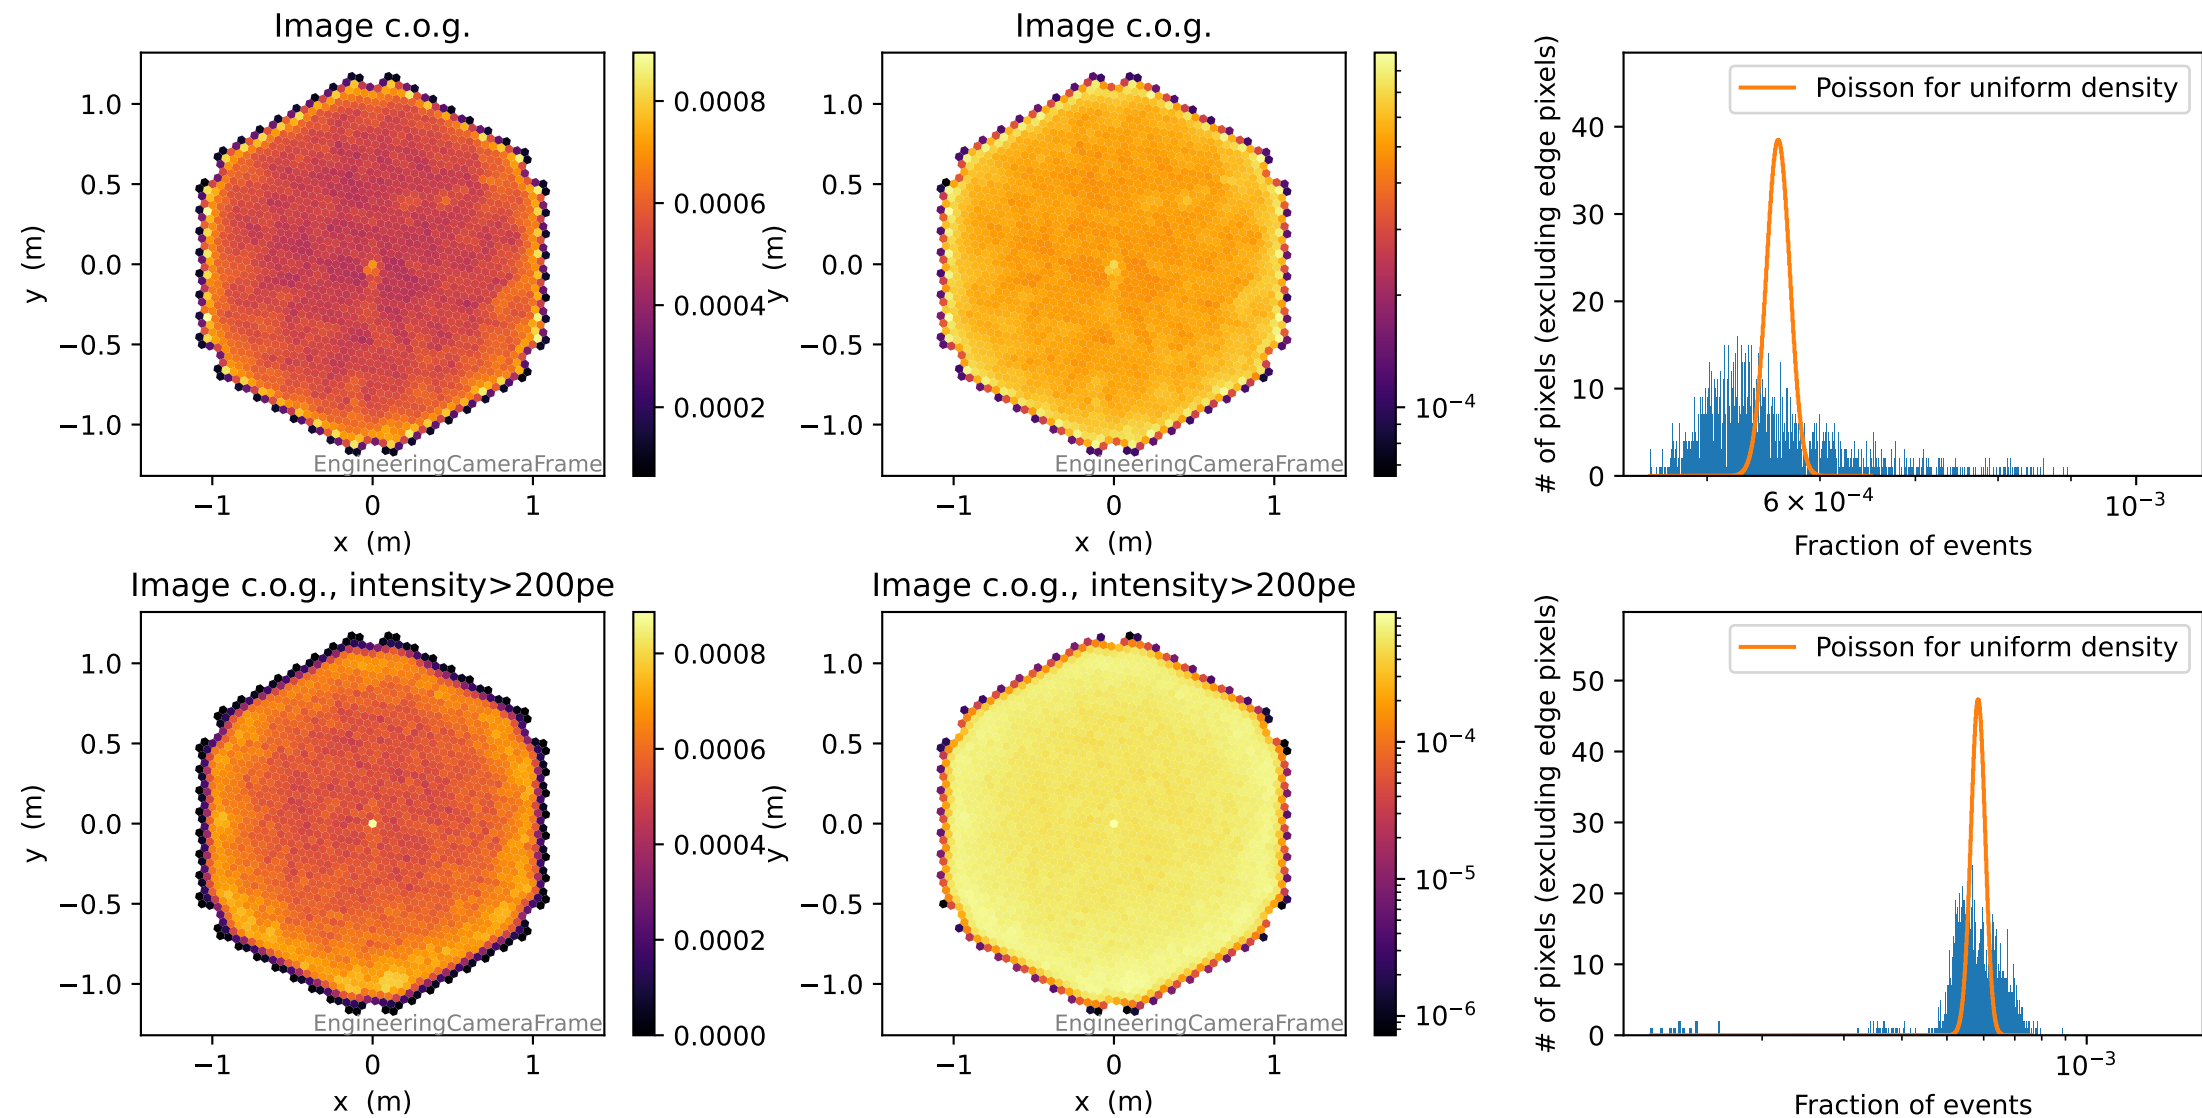 Image c.o.g.
1.0
0.5
0.0
−0.5
−1.0
y (m)
−1
0
1
x (m)
EngineeringCameraFrame
0.0008
0.0006
0.0004
0.0002
Image c.o.g.
1.0
0.5
0.0
−0.5
−1.0
y (m)
−1
0
1
x (m)
EngineeringCameraFrame
10⁻⁴
# of pixels (excluding edge pixels)
40
30
20
10
0
Poisson for uniform density
6 × 10⁻⁴
10⁻³
Fraction of events
Image c.o.g., intensity>200pe
1.0
0.5
0.0
−0.5
−1.0
y (m)
−1
0
1
x (m)
EngineeringCameraFrame
0.0008
0.0006
0.0004
0.0002
0.0000
Image c.o.g., intensity>200pe
1.0
0.5
0.0
−0.5
−1.0
y (m)
−1
0
1
x (m)
EngineeringCameraFrame
10⁻⁴
10⁻⁵
10⁻⁶
# of pixels (excluding edge pixels)
50
40
30
20
10
0
Poisson for uniform density
10⁻³
Fraction of events